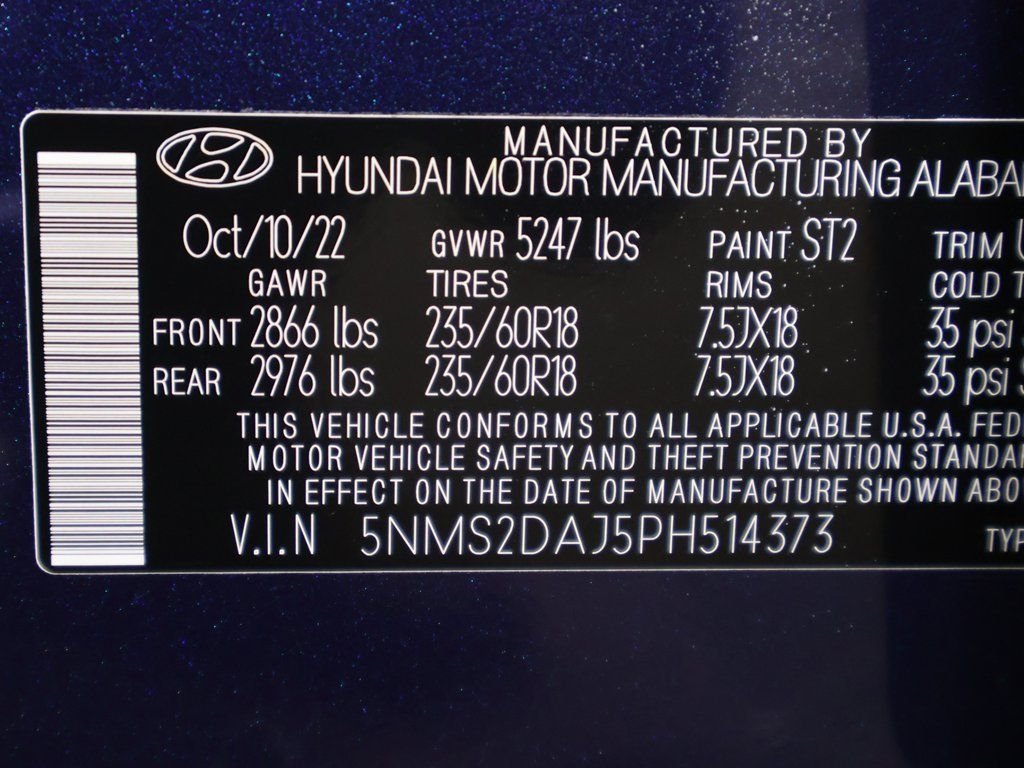 MANUFACTURED BY
HYUNDAI MOTOR MANUFACTURING
Oct/10/22 GVWR 5247 lbs PAINT ST2 TRIM
GAWR TIRES RIMS COLD
FRONT 2866 lbs 235/60R18 7.5JX18 35 psi
REAR 2976 lbs 235/60R18 7.5JX18 35 psi
THIS VEHICLE CONFORMS TO ALL APPLICABLE U.S.A.
MOTOR VEHICLE SAFETY AND THEFT PREVENTION
IN EFFECT ON THE DATE OF MANUFACTURE SHOWN
V.I.N 5NMS2DAJ5PH514373